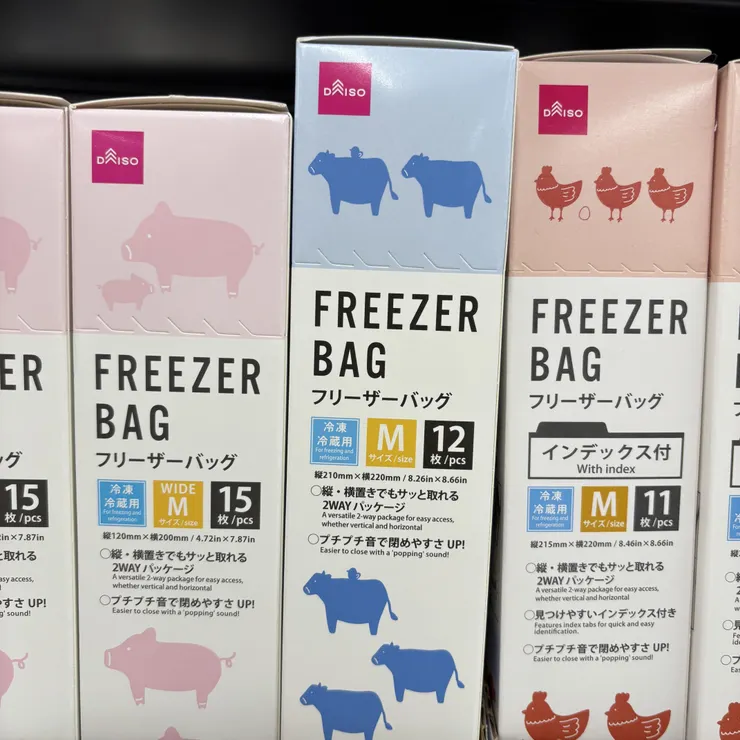 ER
ッグ
15
枚/pcs
2in×7.87in
UP!
DAISO
FREEZER
BAG
フリーザーバッグ
冷凍
冷蔵用
For freezing and
refrigeration
WIDE
M
サイズ/size
15
枚/pcs
縦120mm×横200mm / 4.72in×7.87in
○縦・横置きでもサッと取れる
2WAYパッケージ
A versatile 2-way package for easy access,
whether vertical and horizontal
○プチプチ音で閉めやすさUP!
Easier to close with a 'popping' sound!
DAISO
FREEZER
BAG
フリーザーバッグ
冷凍
冷蔵用
For freezing and
refrigeration
M
サイズ/size
12
枚/pcs
縦210mm×横220mm / 8.26in×8.66in
○縦・横置きでもサッと取れる
2WAYパッケージ
A versatile 2-way package for easy access,
whether vertical and horizontal
○プチプチ音で閉めやすさUP!
Easier to close with a 'popping' sound!
DAISO
FREEZER
BAG
フリーザーバッグ
インデックス付
With index
冷凍
冷蔵用
For freezing and
refrigeration
M
サイズ/size
11
枚/pcs
縦215mm×横220mm / 8.46in×8.66in
○縦・横置きでもサッと取れる
2WAYパッケージ
A versatile 2-way package for easy access,
whether vertical and horizontal
○見つけやすいインデックス付き
Features index tabs for quick and easy
identification.
○プチプチ音で閉めやすさUP!
Easier to close with a 'popping' sound!